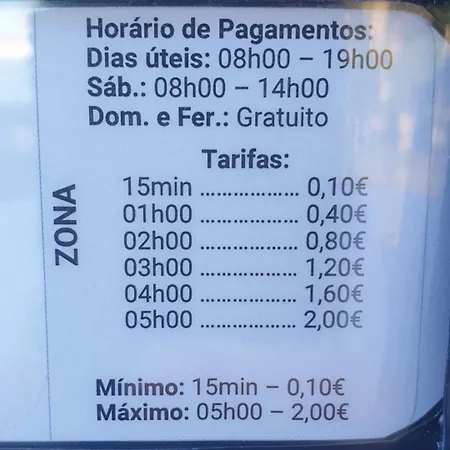 Horário de Pagamentos:
Dias úteis: 08h00 – 19h00
Sáb.: 08h00 – 14h00
Dom. e Fer.: Gratuito
ZONA
Tarifas:
15min .................. 0,10€
01h00 .................. 0,40€
02h00 .................. 0,80€
03h00 .................. 1,20€
04h00 .................. 1,60€
05h00 .................. 2,00€
Mínimo: 15min – 0,10€
Máximo: 05h00 – 2,00€